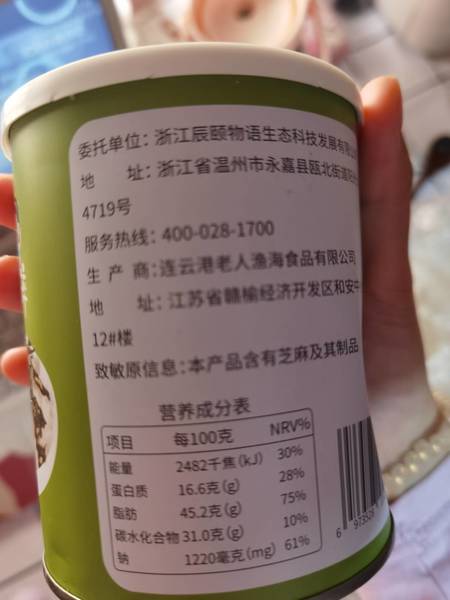 委托单位：浙江辰颐物语生态科技发展有限
地 址：浙江省温州市永嘉县瓯北街道
4719号
服务热线：400-028-1700
生 产 商：连云港老人渔海食品有限公司
地 址：江苏省赣榆经济开发区和安中
12#楼
致敏原信息：本产品含有芝麻及其制品
营养成分表
项目 每100克 NRV%
能量 2482千焦(kJ) 30%
蛋白质 16.6克(g) 28%
脂肪 45.2克(g) 75%
碳水化合物 31.0克(g) 10%
钠 1220毫克(mg) 61%
6 973526